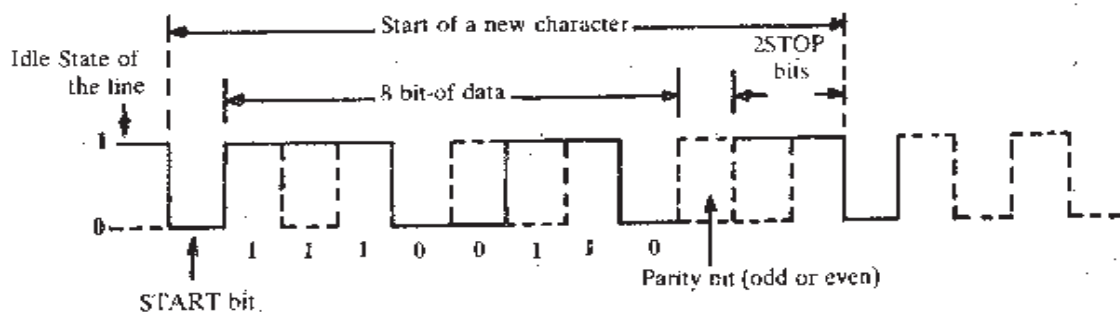 Start of a new character
Idle State of
the line
2STOP
bits
8 bit-of data
1
0
1 1 1 0 0 1 1 0
Parity bit (odd or even)
START bit